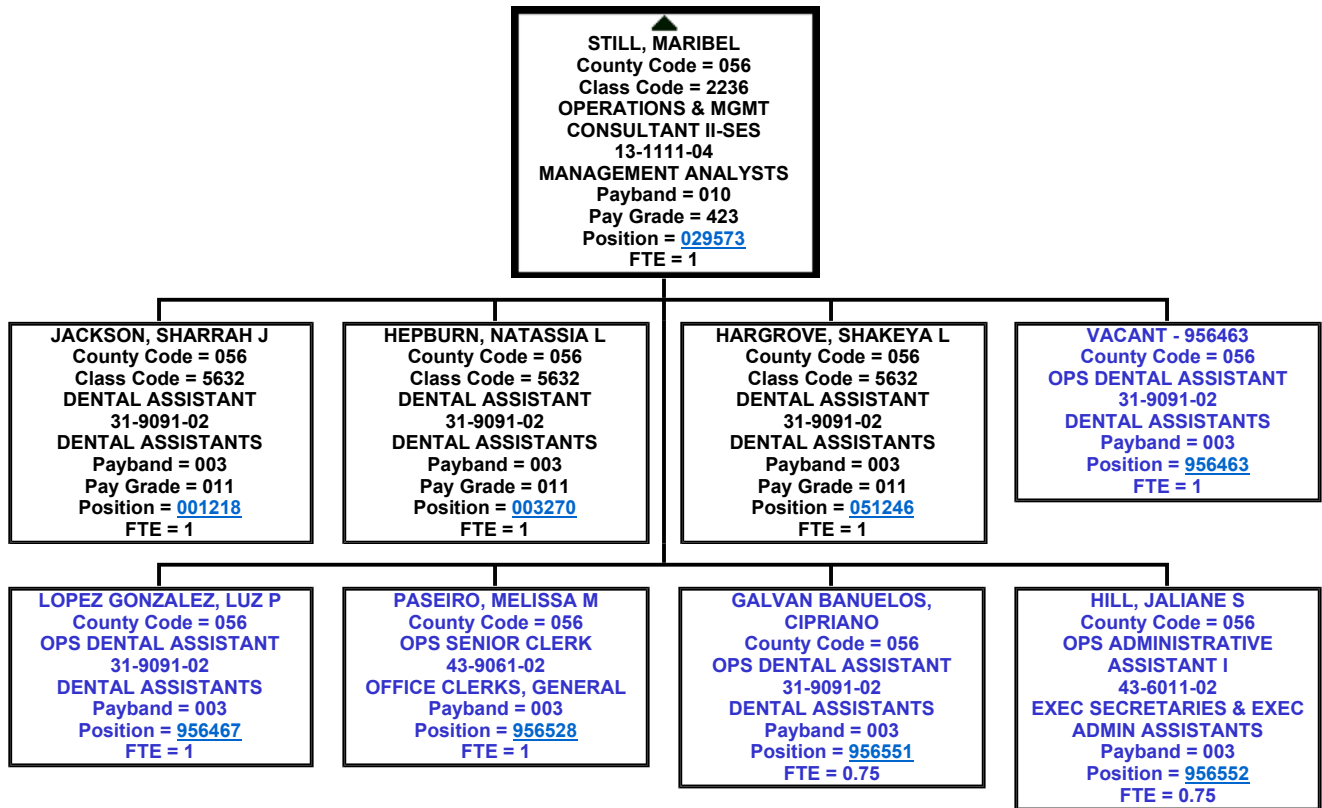 STILL, MARIBEL
County Code = 056
Class Code = 2236
OPERATIONS & MGMT
CONSULTANT II-SES
13-1111-04
MANAGEMENT ANALYSTS
Payband = 010
Pay Grade = 423
Position = 029573
FTE = 1
JACKSON, SHARRAH J
County Code = 056
Class Code = 5632
DENTAL ASSISTANT
31-9091-02
DENTAL ASSISTANTS
Payband = 003
Pay Grade = 011
Position = 001218
FTE = 1
HEPBURN, NATASSIA L
County Code = 056
Class Code = 5632
DENTAL ASSISTANT
31-9091-02
DENTAL ASSISTANTS
Payband = 003
Pay Grade = 011
Position = 003270
FTE = 1
HARGROVE, SHAKEYA L
County Code = 056
Class Code = 5632
DENTAL ASSISTANT
31-9091-02
DENTAL ASSISTANTS
Payband = 003
Pay Grade = 011
Position = 051246
FTE = 1
VACANT - 956463
County Code = 056
OPS DENTAL ASSISTANT
31-9091-02
DENTAL ASSISTANTS
Payband = 003
Position = 956463
FTE = 1
LOPEZ GONZALEZ, LUZ P
County Code = 056
OPS DENTAL ASSISTANT
31-9091-02
DENTAL ASSISTANTS
Payband = 003
Position = 956467
FTE = 1
PASEIRO, MELISSA M
County Code = 056
OPS SENIOR CLERK
43-9061-02
OFFICE CLERKS, GENERAL
Payband = 003
Position = 956528
FTE = 1
GALVAN BANUELOS,
CIPRIANO
County Code = 056
OPS DENTAL ASSISTANT
31-9091-02
DENTAL ASSISTANTS
Payband = 003
Position = 956551
FTE = 0.75
HILL, JALIANE S
County Code = 056
OPS ADMINISTRATIVE
ASSISTANT I
43-6011-02
EXEC SECRETARIES & EXEC
ADMIN ASSISTANTS
Payband = 003
Position = 956552
FTE = 0.75